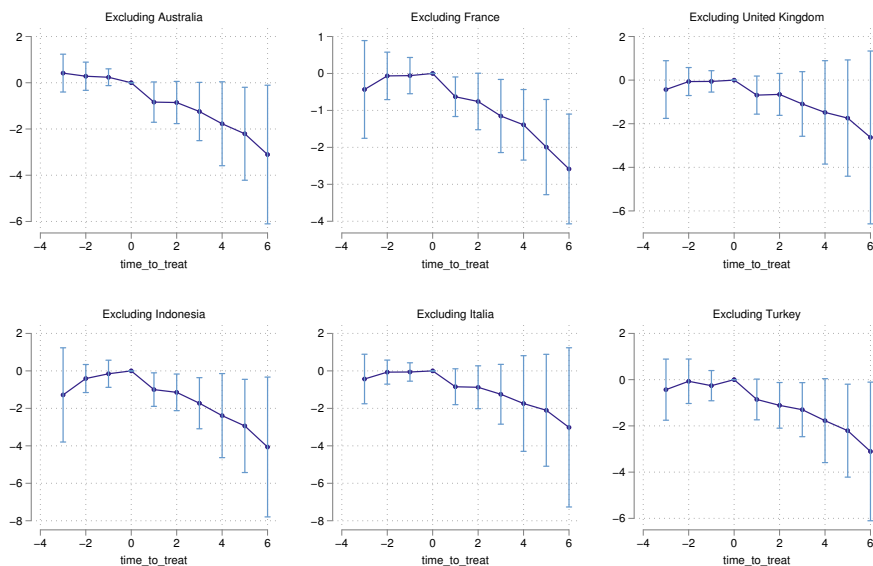 Excluding Australia
2
0
−2
−4
−6
−4 −2 0 2 4 6
time_to_treat
Excluding France
1
0
−1
−2
−3
−4
−4 −2 0 2 4 6
time_to_treat
Excluding United Kingdom
2
0
−2
−4
−6
−4 −2 0 2 4 6
time_to_treat
Excluding Indonesia
2
0
−2
−4
−6
−8
−4 −2 0 2 4 6
time_to_treat
Excluding Italia
2
0
−2
−4
−6
−8
−4 −2 0 2 4 6
time_to_treat
Excluding Turkey
2
0
−2
−4
−6
−4 −2 0 2 4 6
time_to_treat